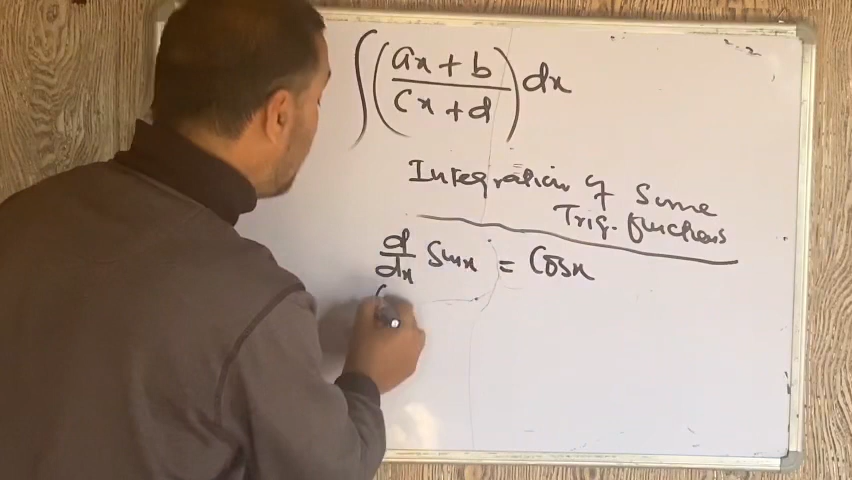 ∫(ax + b / cx + d) dx
Integration of Some
Trig. functions
d/dx Sinx = Cosx